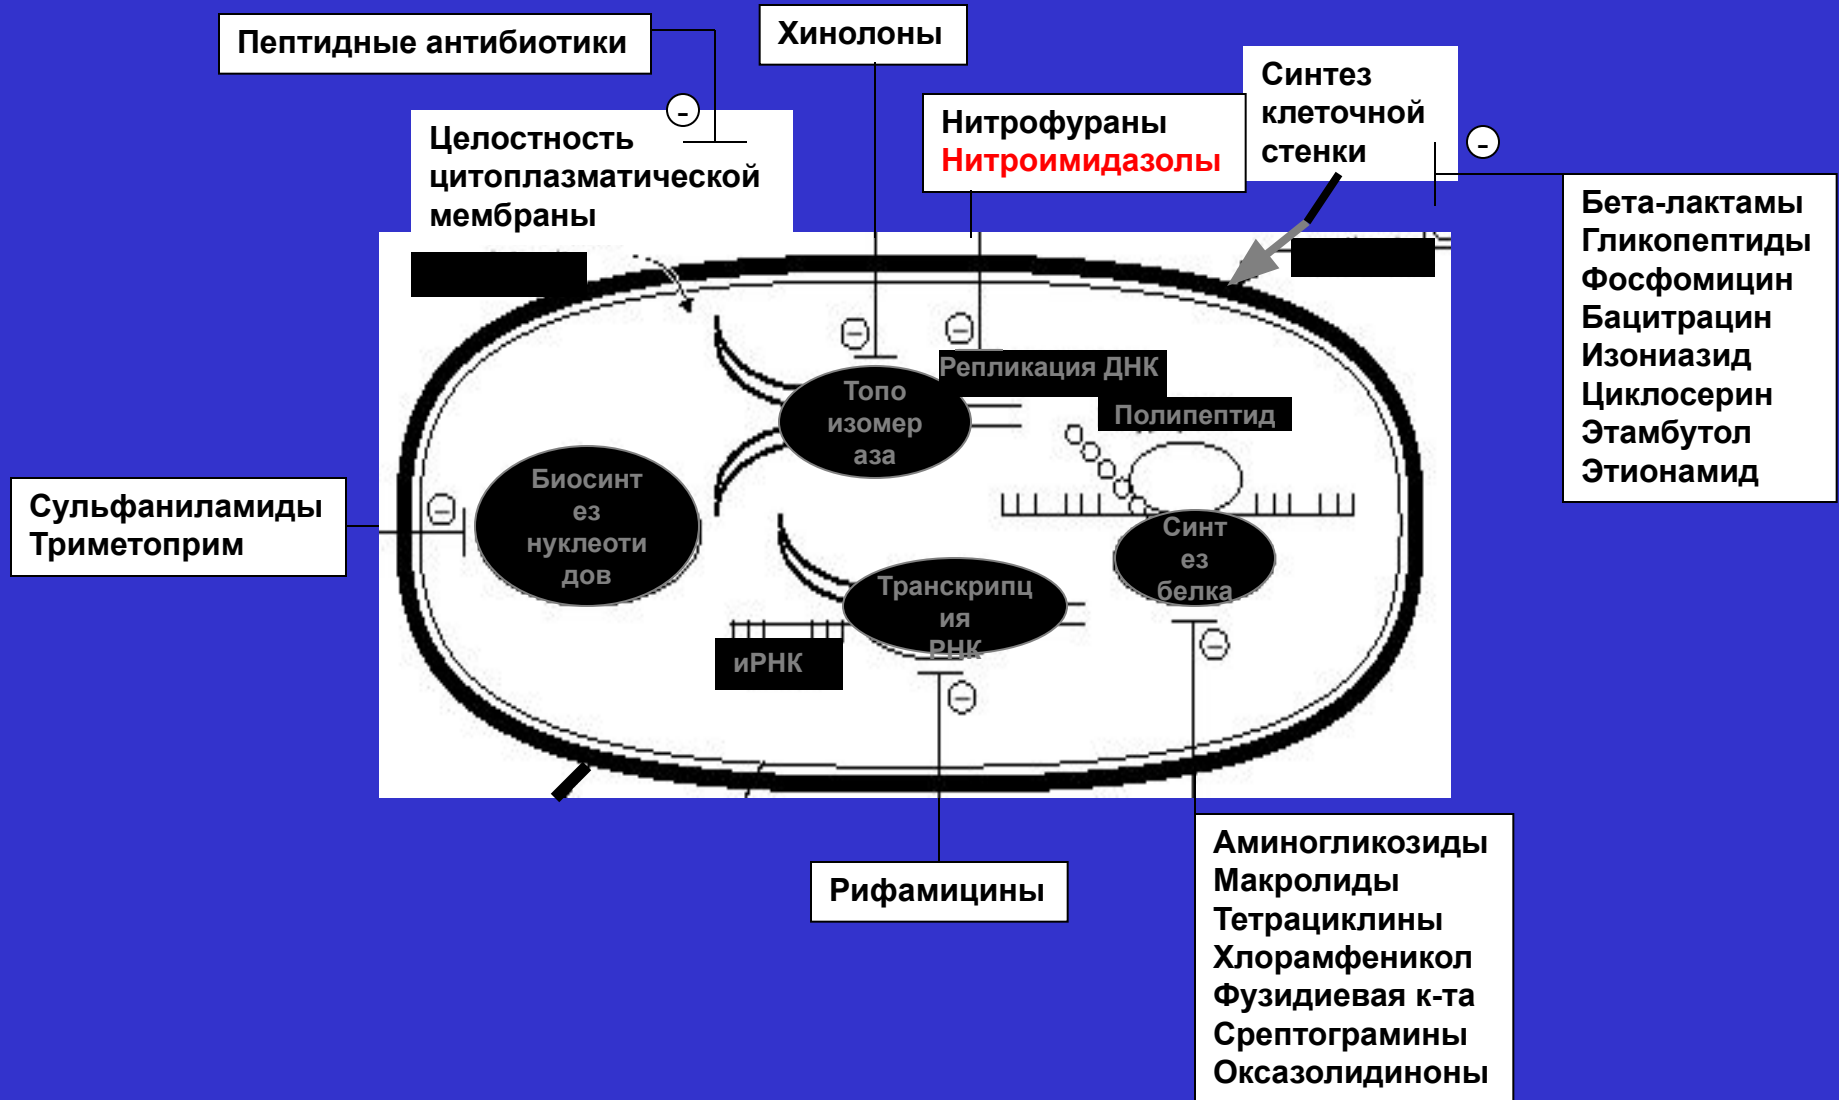 Пептидные антибиотики
Хинолоны
Синтез
клеточной
стенки
Нитрофураны
Нитроимидазолы
-
Целостность
цитоплазматической
мембраны
-
Бета-лактамы
Гликопептиды
Фосфомицин
Бацитрацин
Изониазид
Циклосерин
Этамбутол
Этионамид
Репликация ДНК
Топо
изомер
аза
Полипептид
Биосинт
ез
нуклеоти
дов
Сульфаниламиды
Триметоприм
Синт
ез
белка
Транскрипц
ия
РНК
иРНК
Рифамицины
Аминогликозиды
Макролиды
Тетрациклины
Хлорамфеникол
Фузидиевая к-та
Срептограмины
Оксазолидиноны